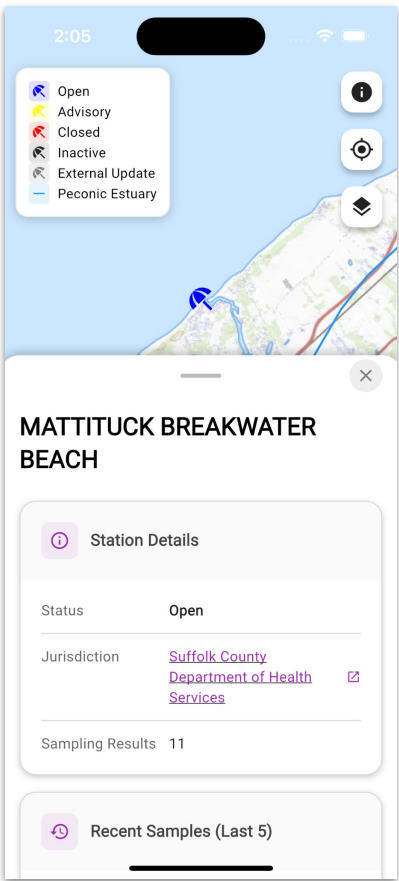 2:05
Open
Advisory
Closed
Inactive
External Update
Peconic Estuary
MATTITUCK BREAKWATER
BEACH
Station Details
Status Open
Jurisdiction Suffolk County
Department of Health
Services
Sampling Results 11
Recent Samples (Last 5)